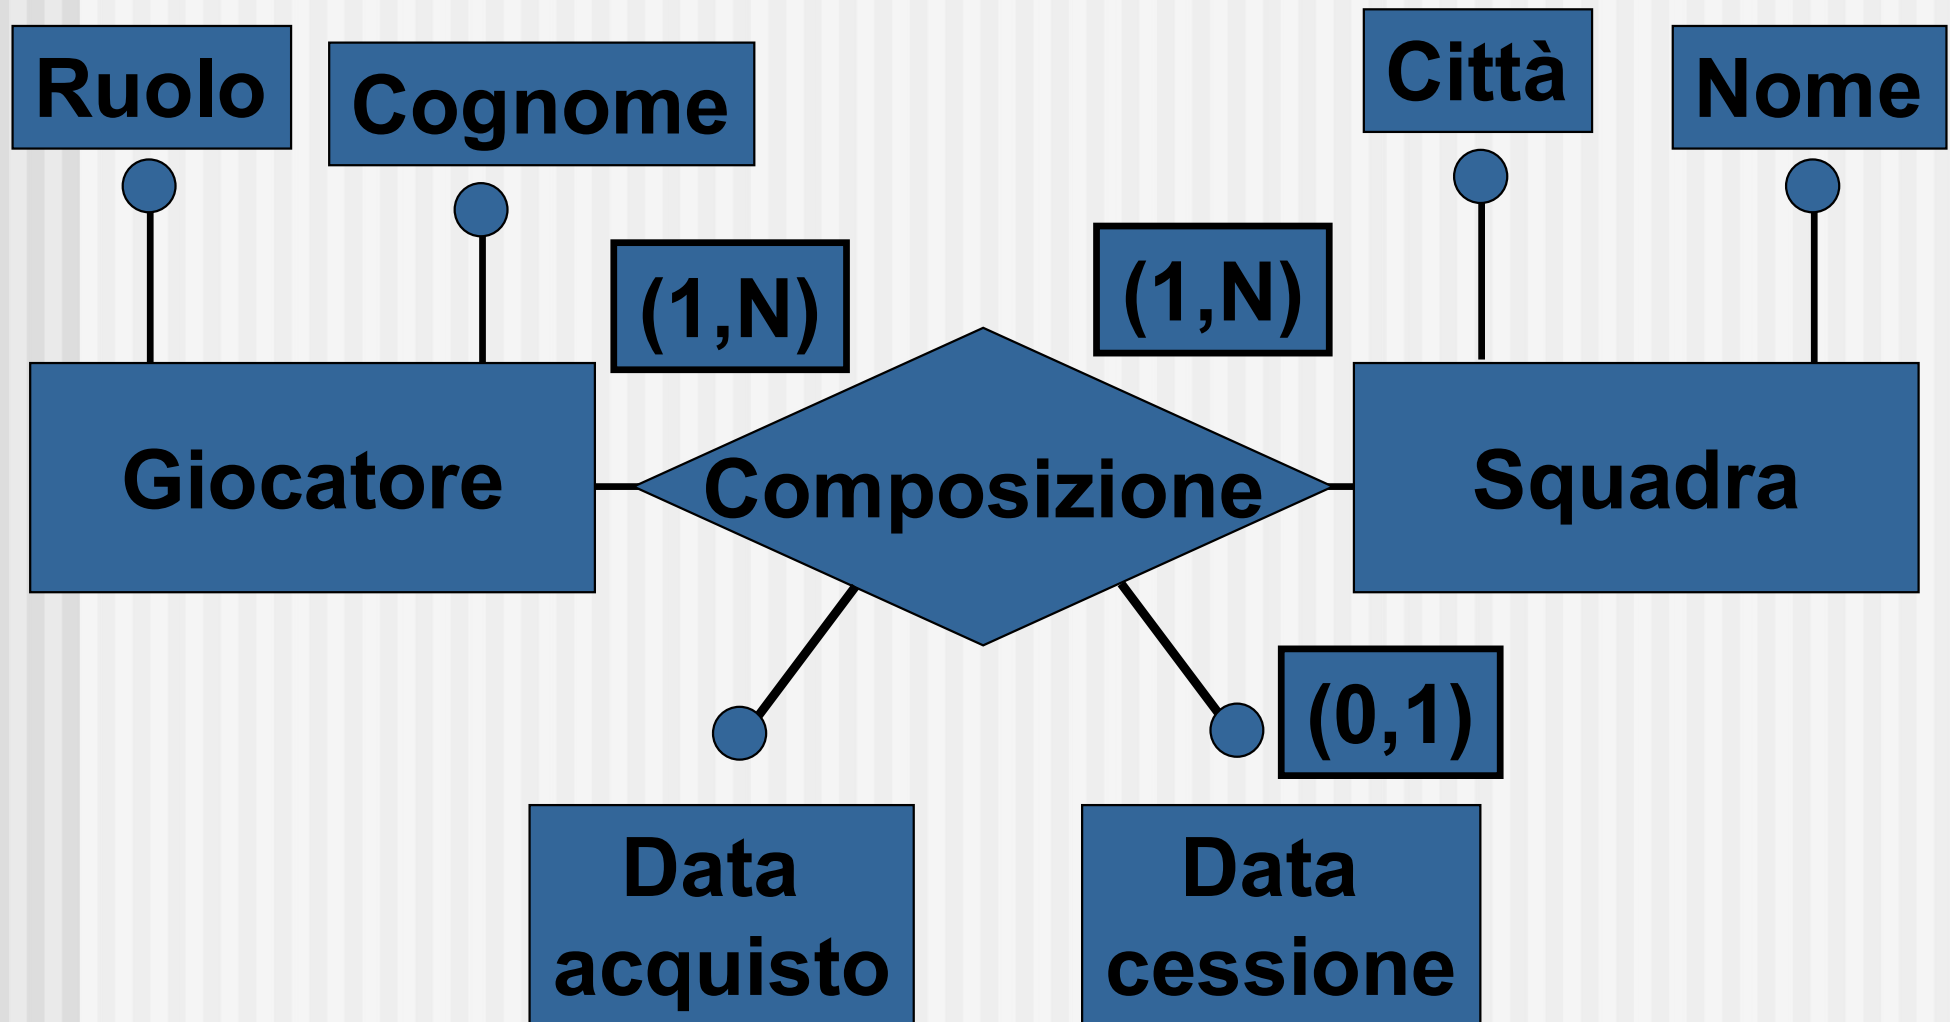 Ruolo
Cognome
Città
Nome
(1,N)
(1,N)
Giocatore
Composizione
Squadra
(0,1)
Data
acquisto
Data
cessione